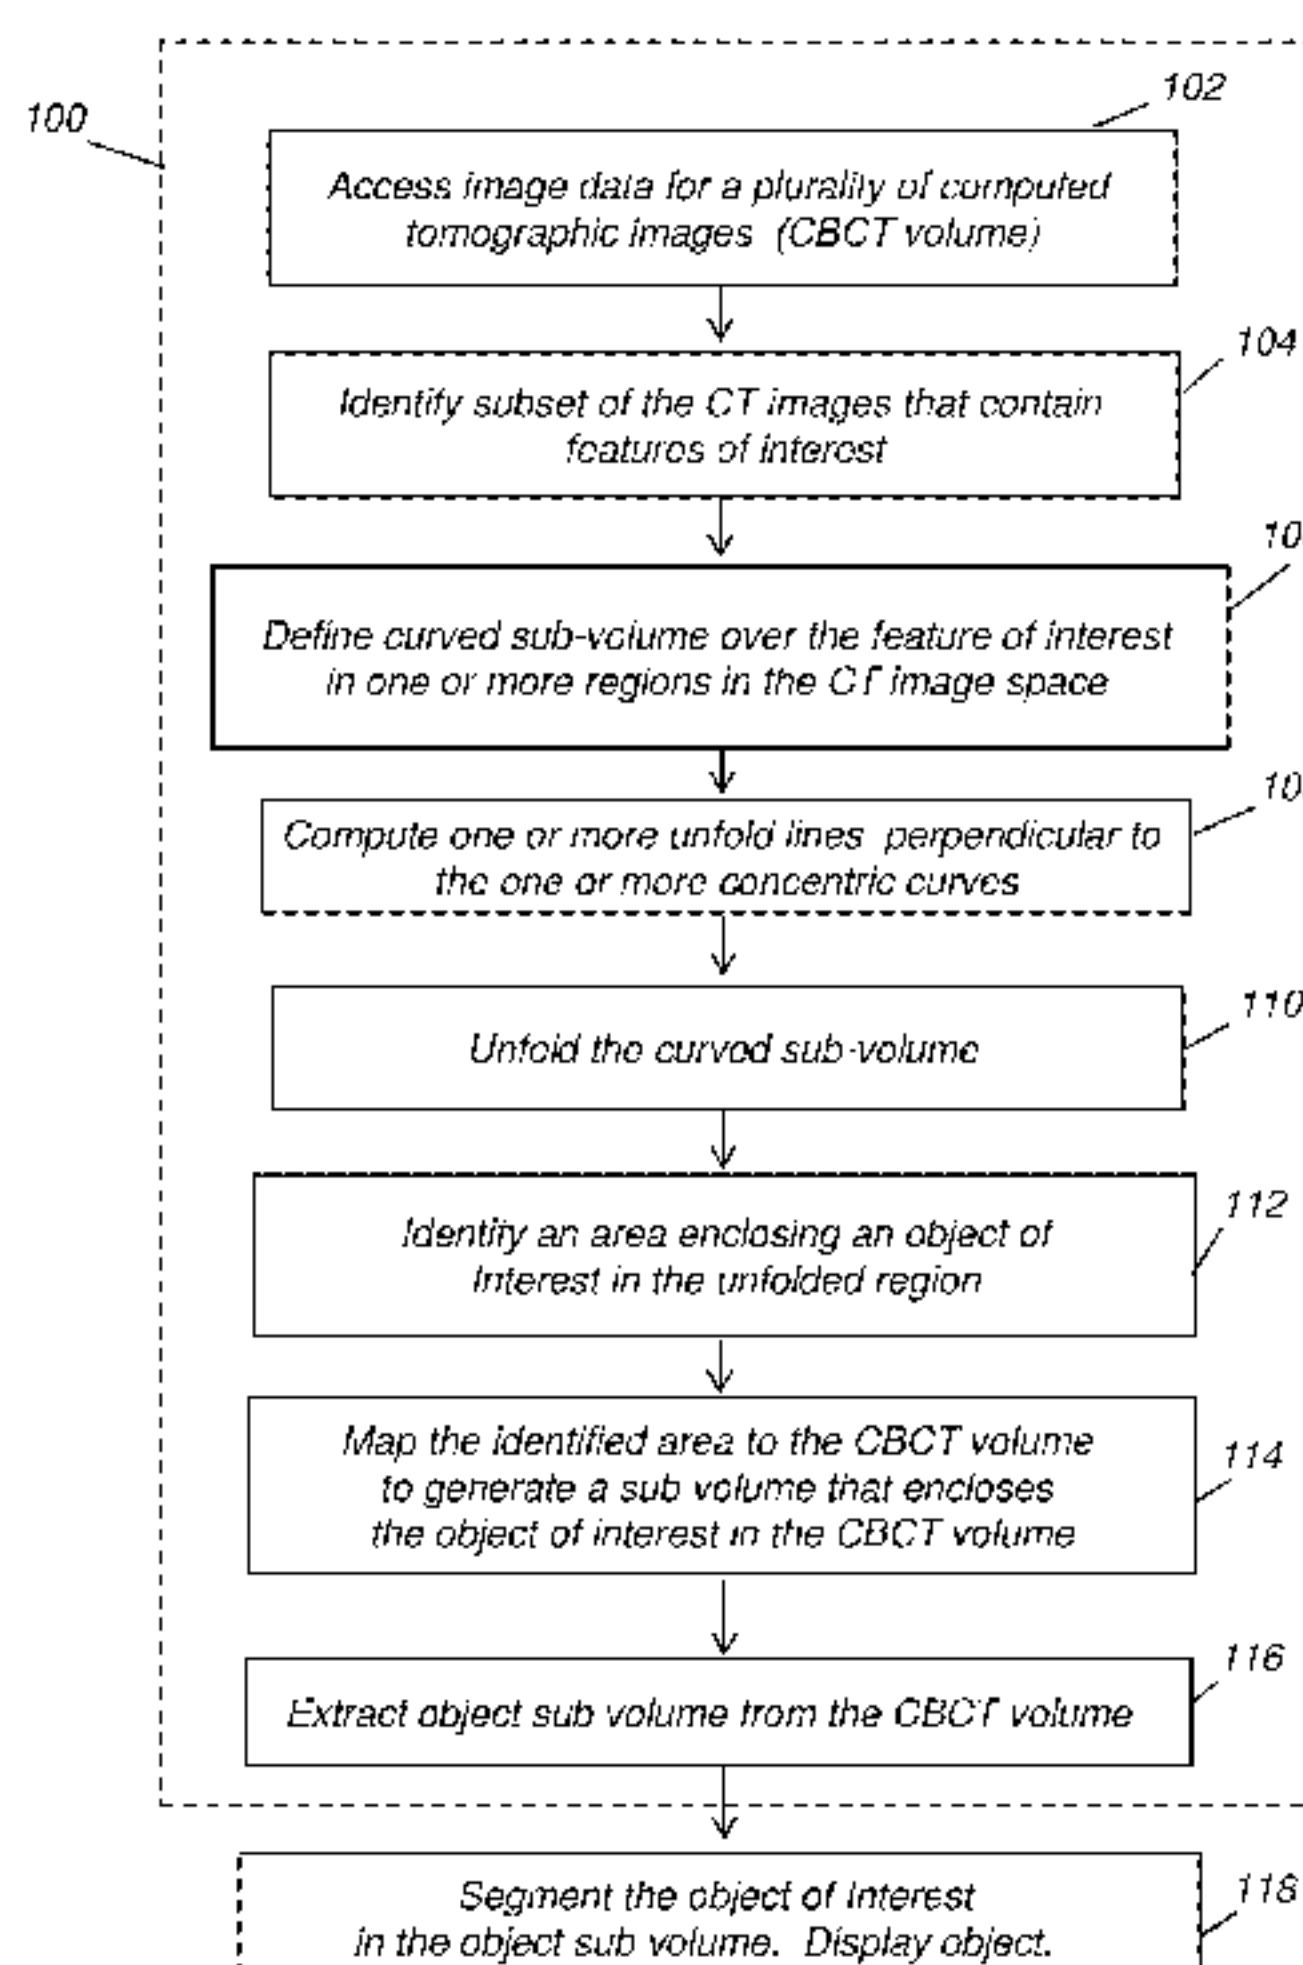 100
102
Access image data for a plurality of computed
tomographic images (CBCT volume)
104
Identify subset of the CT images that contain
features of interest
10
Define curved sub-volume over the feature of interest
in one or more regions in the CT image space
10
Compute one or more unfold lines perpendicular to
the one or more concentric curves
110
Unfold the curved sub-volume
112
Identify an area enclosing an object of
Interest in the unfolded region
114
Map the identified area to the CBCT volume
to generate a sub volume that encloses
the object of interest in the CBCT volume
116
Extract object sub volume from the CBCT volume
118
Segment the object of Interest
in the object sub volume. Display object.